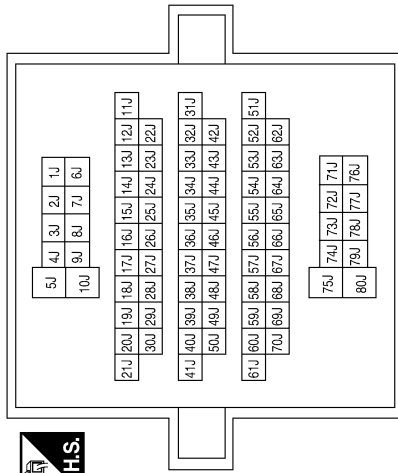 H.S.
5J 4J 3J 2J 1J
10J 9J 8J 7J 6J
21J 20J 19J 18J 17J 16J 15J 14J 13J 12J 11J
30J 29J 28J 27J 26J 25J 24J 23J 22J
41J 40J 39J 38J 37J 36J 35J 34J 33J 32J 31J
50J 49J 48J 47J 46J 45J 44J 43J 42J
61J 60J 59J 58J 57J 56J 55J 54J 53J 52J 51J
70J 69J 68J 67J 66J 65J 64J 63J 62J
75J 74J 73J 72J 71J
80J 79J 78J 77J 76J